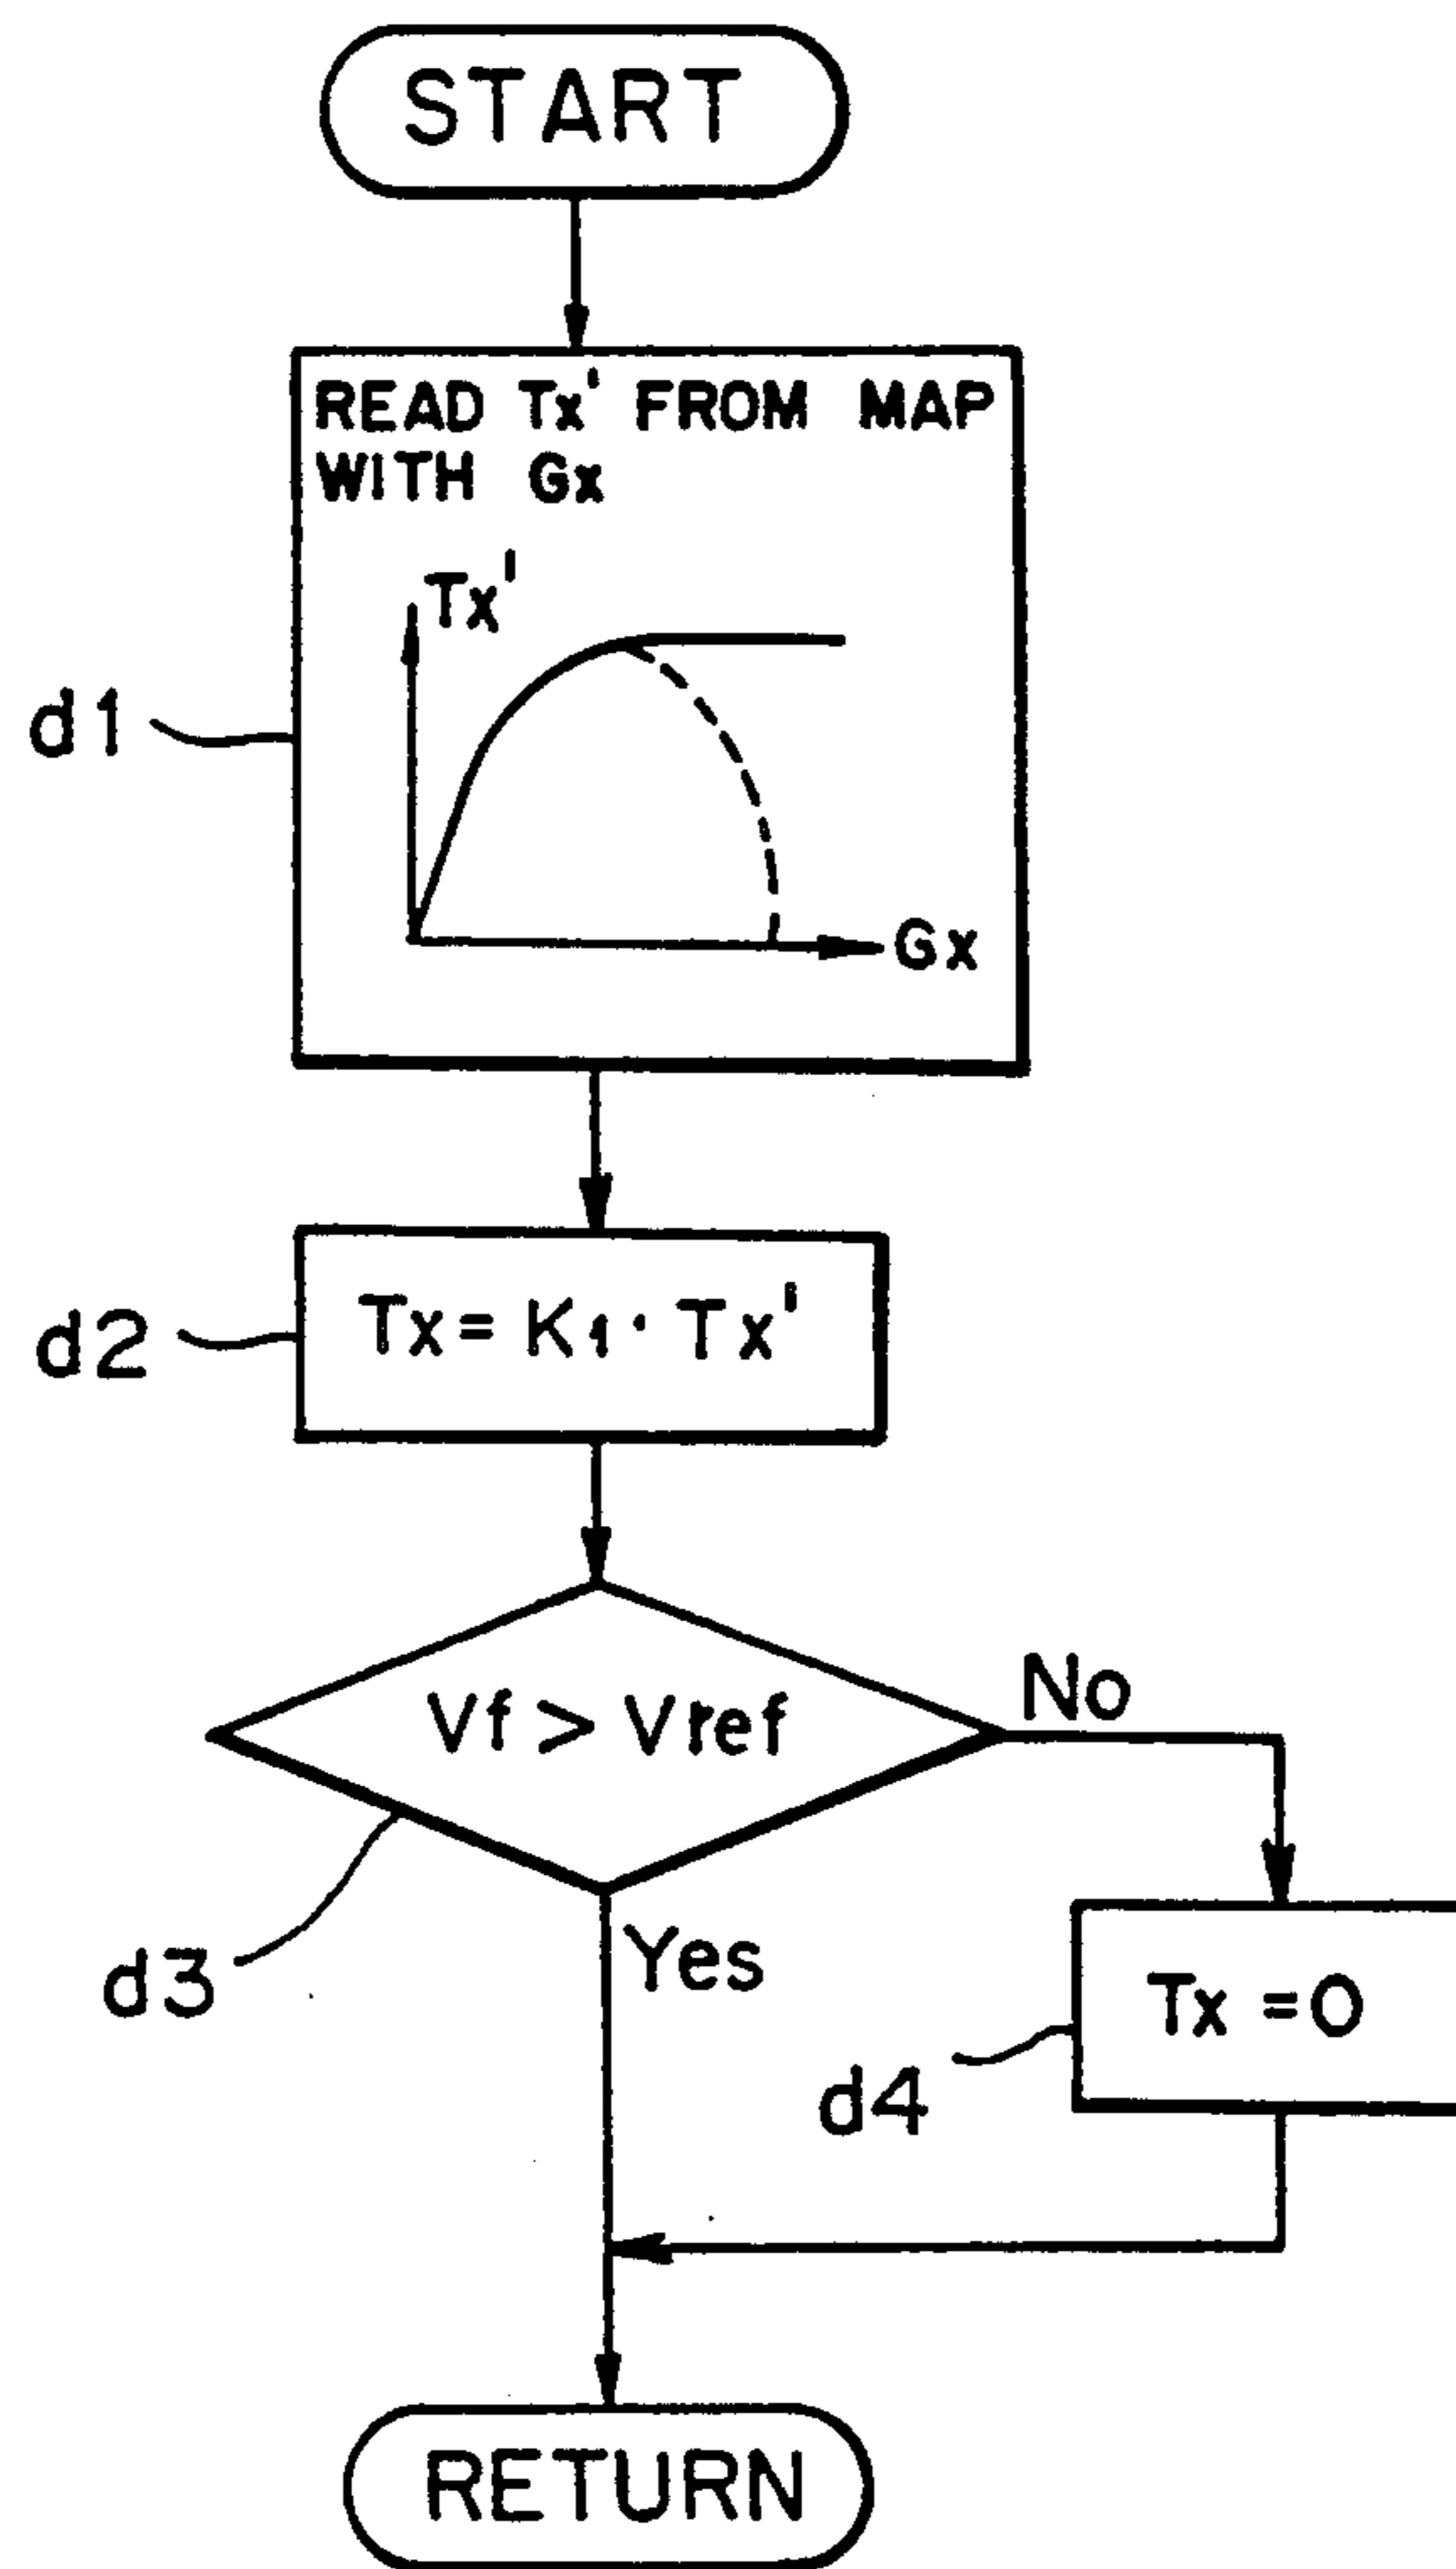 START
READ Tx' FROM MAP
WITH Gx
Tx'
d1
Gx
d2
Tx = K1 · Tx'
Vf > Vref
No
Yes
d3
Tx = 0
d4
RETURN